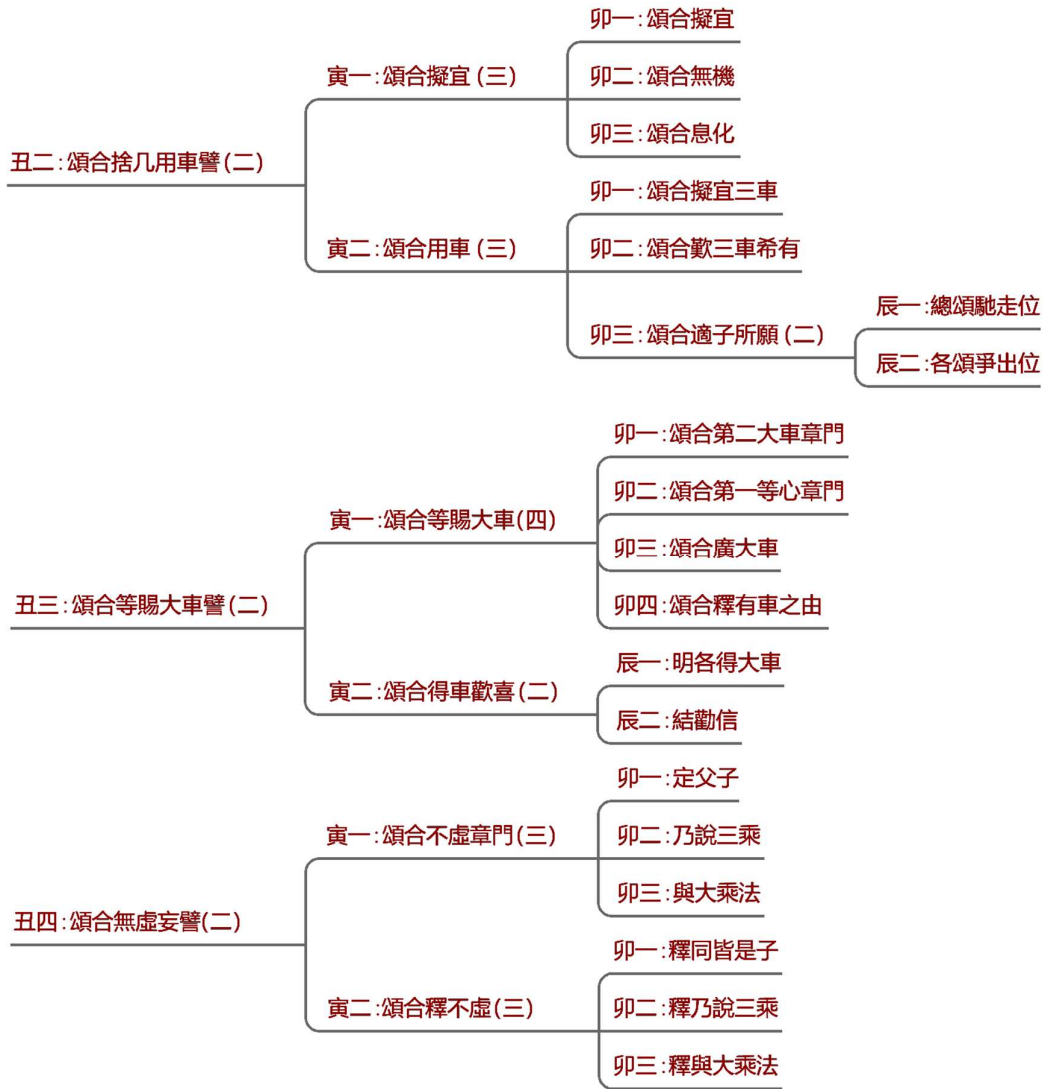 丑二:頌合捨几用車譬(二)
寅一:頌合擬宜(三)
卯一:頌合擬宜
卯二:頌合無機
卯三:頌合息化
寅二:頌合用車(三)
卯一:頌合擬宜三車
卯二:頌合歎三車希有
卯三:頌合適子所願(二)
辰一:總頌馳走位
辰二:各頌爭出位
丑三:頌合等賜大車譬(二)
寅一:頌合等賜大車(四)
卯一:頌合第二大車章門
卯二:頌合第一等心章門
卯三:頌合廣大車
卯四:頌合釋有車之由
寅二:頌合得車歡喜(二)
辰一:明各得大車
辰二:結勸信
丑四:頌合無虛妄譬(二)
寅一:頌合不虛章門(三)
卯一:定父子
卯二:乃說三乘
卯三:與大乘法
寅二:頌合釋不虛(三)
卯一:釋同皆是子
卯二:釋乃說三乘
卯三:釋與大乘法